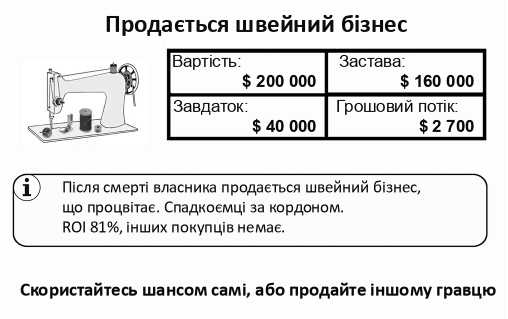 Продається швейний бізнес
Вартість:
$ 200 000
Застава:
$ 160 000
Завдаток:
$ 40 000
Грошовий потік:
$ 2 700
i
Після смерті власника продається швейний бізнес,
що процвітає. Спадкоємці за кордоном.
ROI 81%, інших покупців немає.
Скористайтесь шансом самі, або продайте іншому гравцю